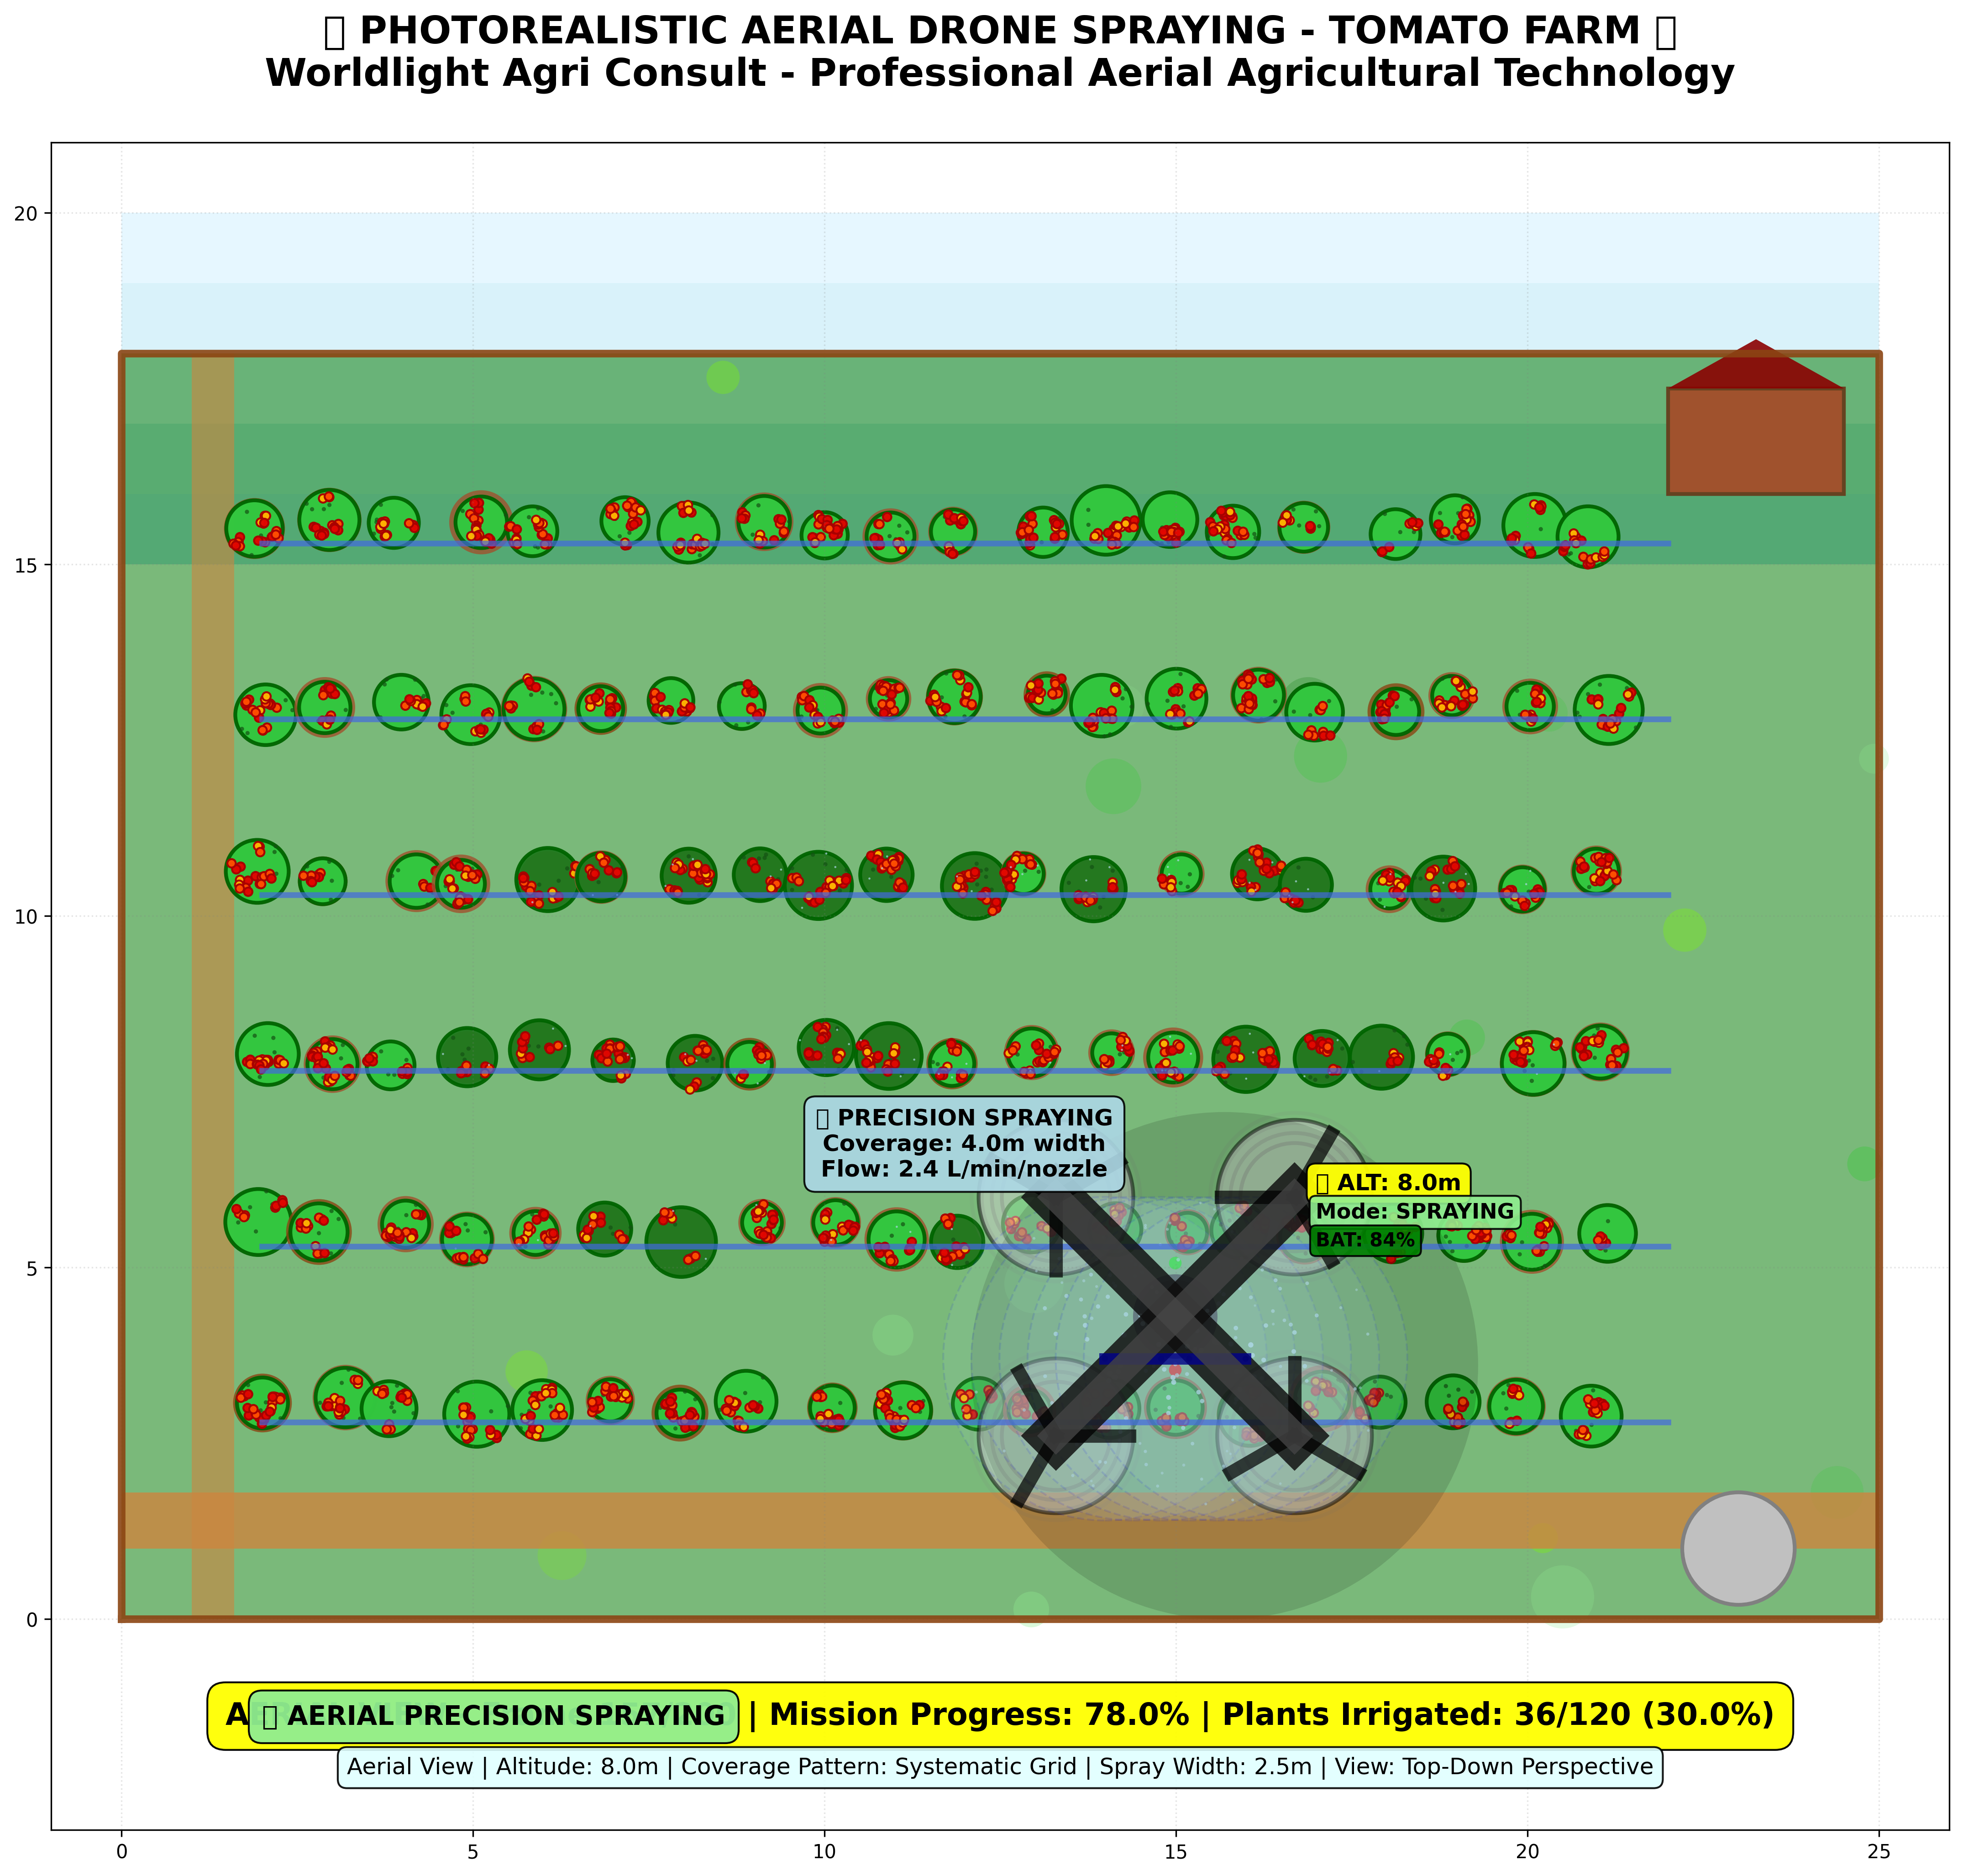 PHOTOREALISTIC AERIAL DRONE SPRAYING - TOMATO FARM
Worldlight Agri Consult - Professional Aerial Agricultural Technology
20
15
10
5
0
PRECISION SPRAYING
Coverage: 4.0m width
Flow: 2.4 L/min/nozzle
ALT: 8.0m
Mode: SPRAYING
BAT: 84%
0
5
10
15
20
25
AERIAL PRECISION SPRAYING
| Mission Progress: 78.0% | Plants Irrigated: 36/120 (30.0%)
Aerial View | Altitude: 8.0m | Coverage Pattern: Systematic Grid | Spray Width: 2.5m | View: Top-Down Perspective